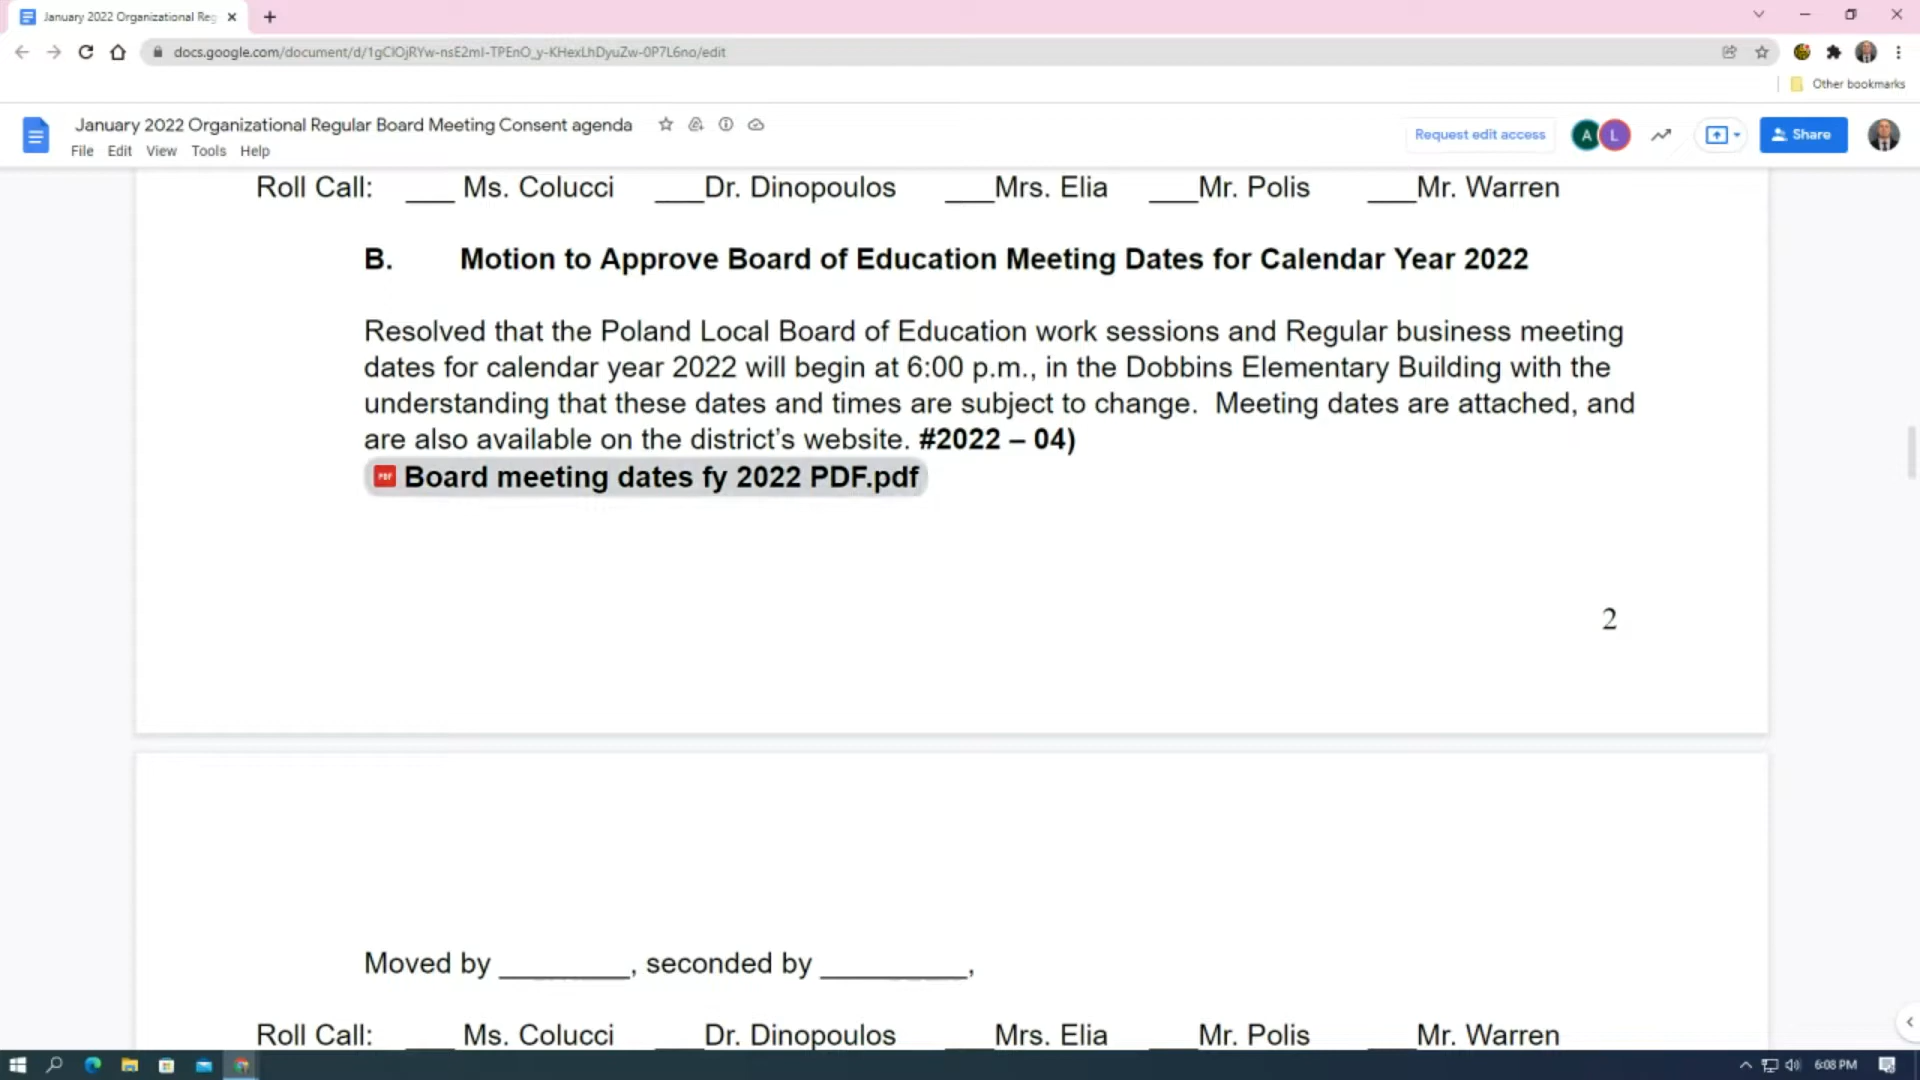 January 2022 Organizational Reg
docs.google.com/document/d/1gClOjRYw-nsE2ml-TPEnO_y-KHexLhDyuZw-0P7L6no/edit
Other bookmarks
January 2022 Organizational Regular Board Meeting Consent agenda
File Edit View Tools Help
Request edit access
A L
Share
Roll Call: ___ Ms. Colucci ___Dr. Dinopoulos ___Mrs. Elia ___Mr. Polis ___Mr. Warren
B. Motion to Approve Board of Education Meeting Dates for Calendar Year 2022
Resolved that the Poland Local Board of Education work sessions and Regular business meeting
dates for calendar year 2022 will begin at 6:00 p.m., in the Dobbins Elementary Building with the
understanding that these dates and times are subject to change. Meeting dates are attached, and
are also available on the district's website. #2022 – 04)
PDF Board meeting dates fy 2022 PDF.pdf
2
Moved by ________, seconded by _________,
Roll Call: ___ Ms. Colucci ___Dr. Dinopoulos ___Mrs. Elia ___Mr. Polis ___Mr. Warren
6:08 PM